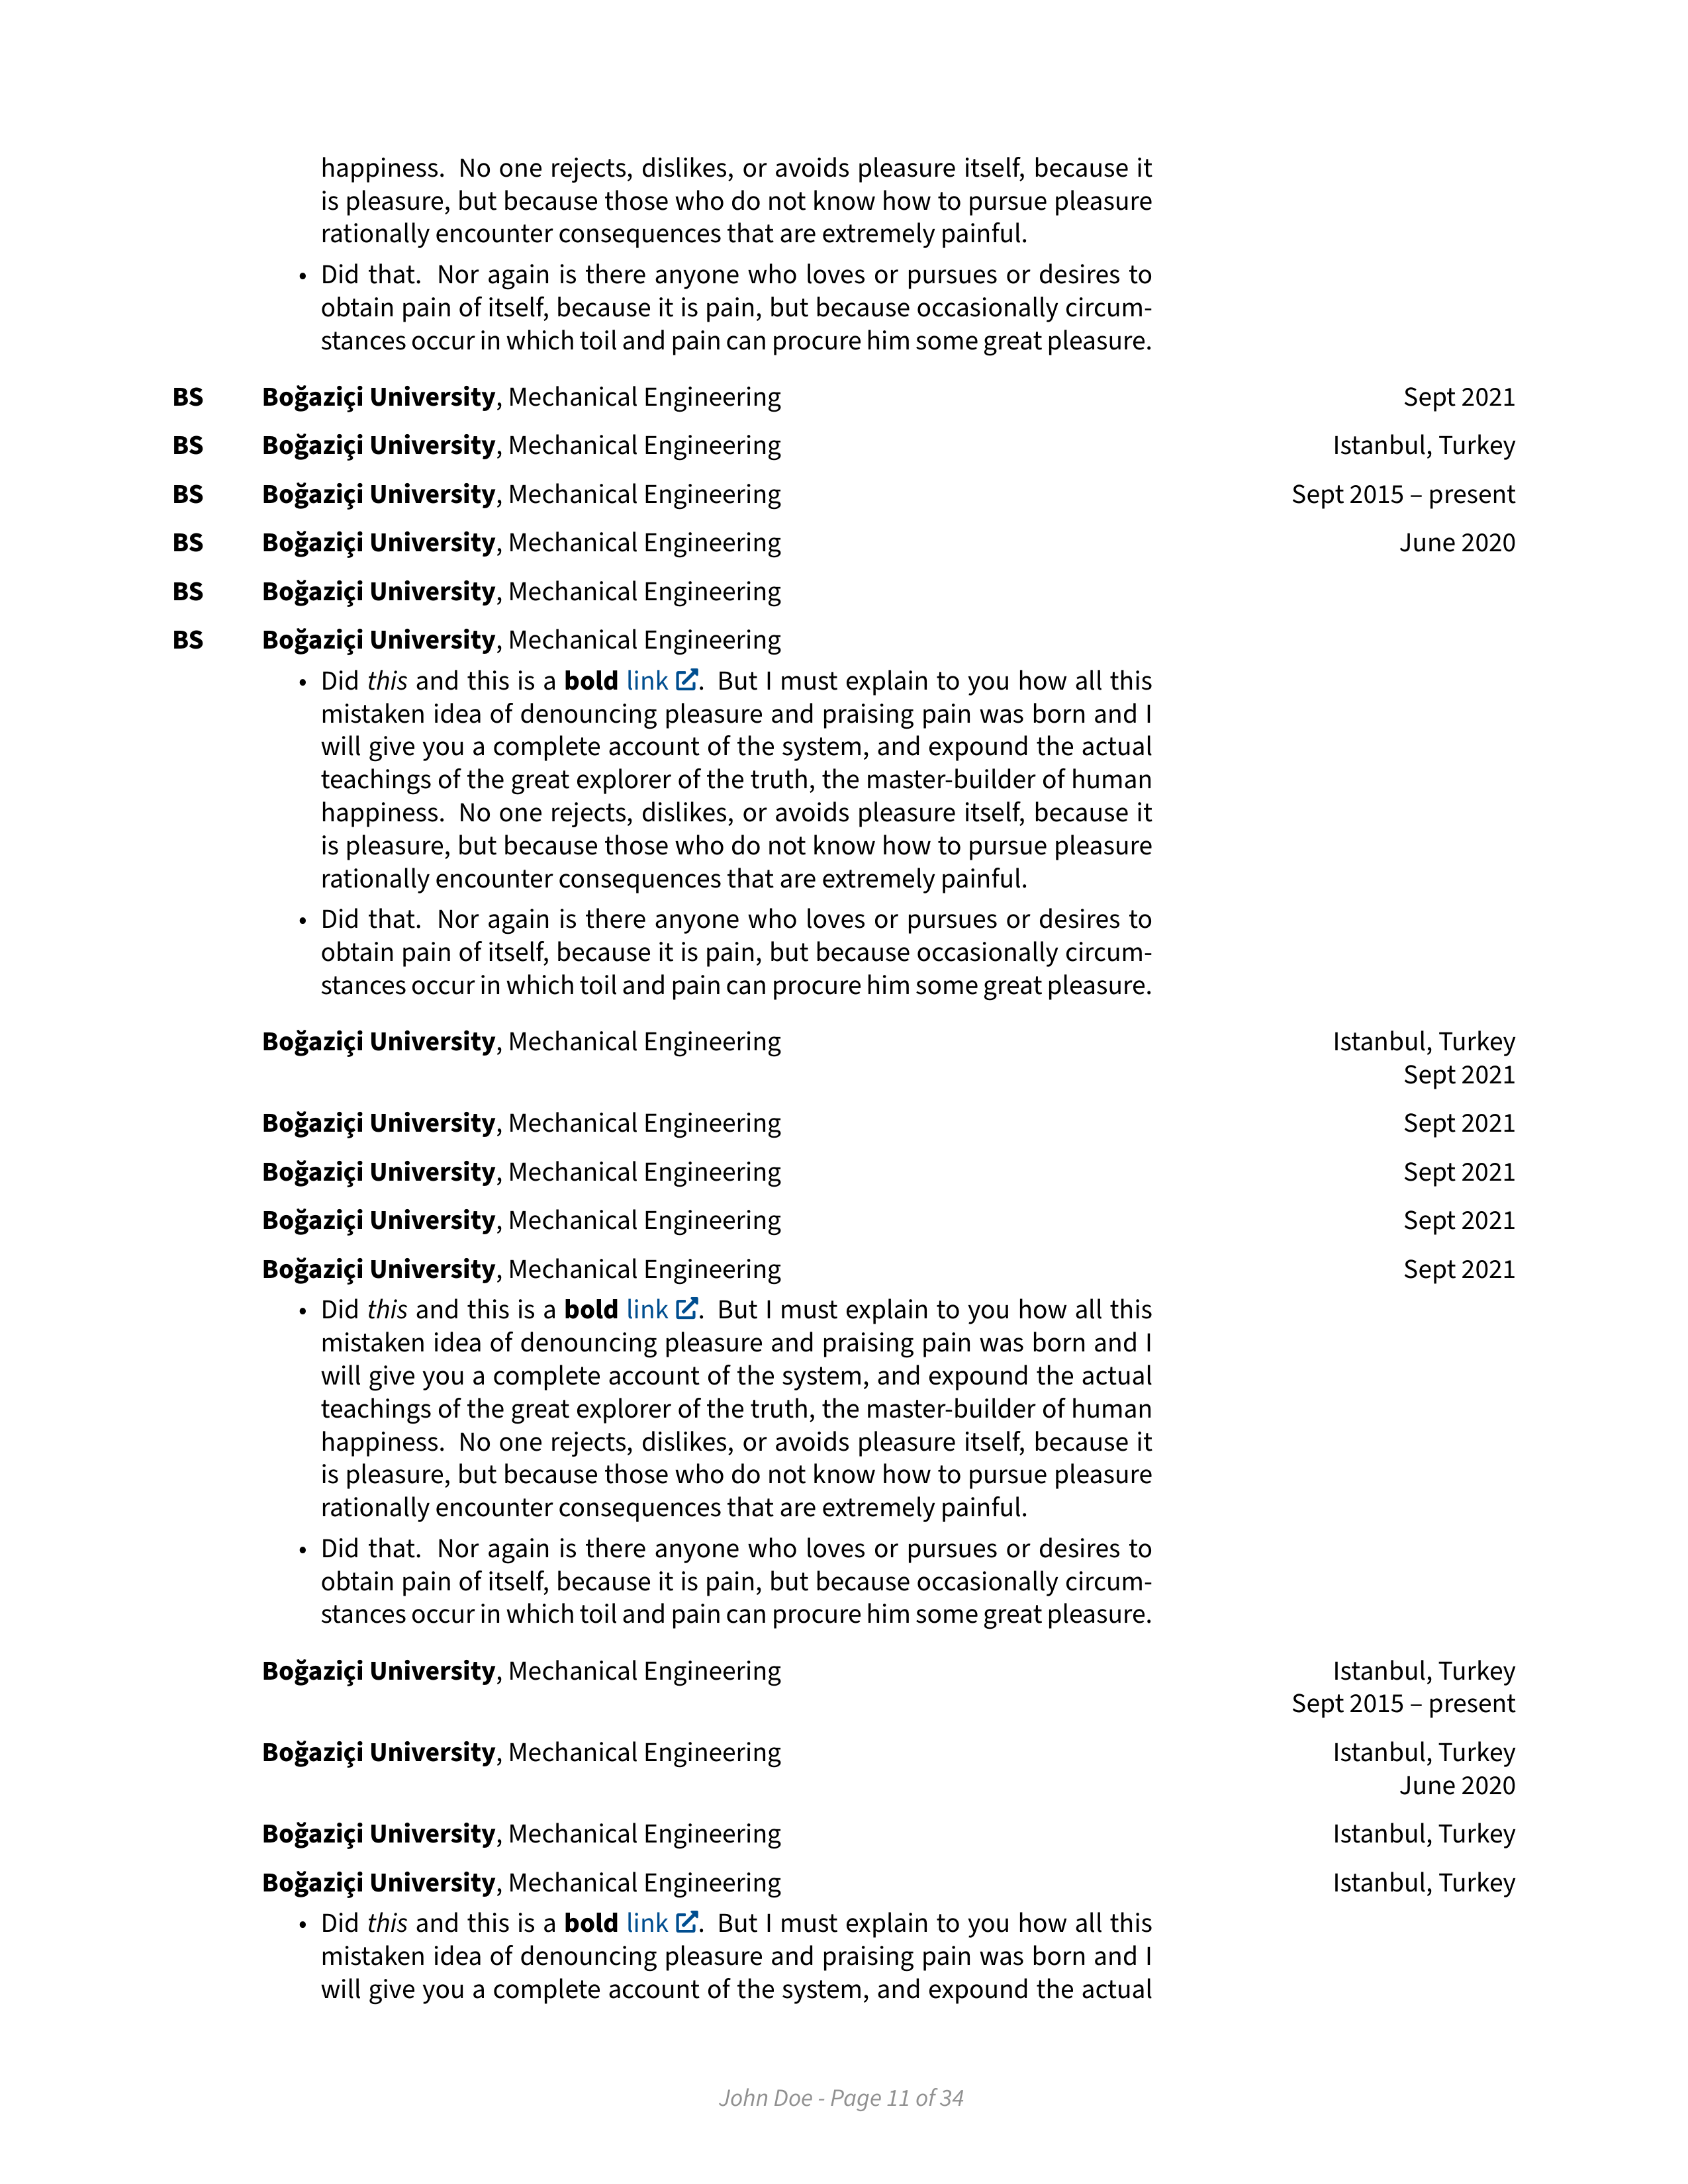 happiness. No one rejects, dislikes, or avoids pleasure itself, because it
is pleasure, but because those who do not know how to pursue pleasure
rationally encounter consequences that are extremely painful.
• Did that. Nor again is there anyone who loves or pursues or desires to
obtain pain of itself, because it is pain, but because occasionally circum-
stances occur in which toil and pain can procure him some great pleasure.
BS Boğaziçi University, Mechanical Engineering Sept 2021
BS Boğaziçi University, Mechanical Engineering Istanbul, Turkey
BS Boğaziçi University, Mechanical Engineering Sept 2015 – present
BS Boğaziçi University, Mechanical Engineering June 2020
BS Boğaziçi University, Mechanical Engineering
BS Boğaziçi University, Mechanical Engineering
• Did this and this is a bold link. But I must explain to you how all this
mistaken idea of denouncing pleasure and praising pain was born and I
will give you a complete account of the system, and expound the actual
teachings of the great explorer of the truth, the master-builder of human
happiness. No one rejects, dislikes, or avoids pleasure itself, because it
is pleasure, but because those who do not know how to pursue pleasure
rationally encounter consequences that are extremely painful.
• Did that. Nor again is there anyone who loves or pursues or desires to
obtain pain of itself, because it is pain, but because occasionally circum-
stances occur in which toil and pain can procure him some great pleasure.
Boğaziçi University, Mechanical Engineering Istanbul, Turkey
Sept 2021
Boğaziçi University, Mechanical Engineering Sept 2021
Boğaziçi University, Mechanical Engineering Sept 2021
Boğaziçi University, Mechanical Engineering Sept 2021
Boğaziçi University, Mechanical Engineering Sept 2021
• Did this and this is a bold link. But I must explain to you how all this
mistaken idea of denouncing pleasure and praising pain was born and I
will give you a complete account of the system, and expound the actual
teachings of the great explorer of the truth, the master-builder of human
happiness. No one rejects, dislikes, or avoids pleasure itself, because it
is pleasure, but because those who do not know how to pursue pleasure
rationally encounter consequences that are extremely painful.
• Did that. Nor again is there anyone who loves or pursues or desires to
obtain pain of itself, because it is pain, but because occasionally circum-
stances occur in which toil and pain can procure him some great pleasure.
Boğaziçi University, Mechanical Engineering Istanbul, Turkey
Sept 2015 – present
Boğaziçi University, Mechanical Engineering Istanbul, Turkey
June 2020
Boğaziçi University, Mechanical Engineering Istanbul, Turkey
Boğaziçi University, Mechanical Engineering Istanbul, Turkey
• Did this and this is a bold link. But I must explain to you how all this
mistaken idea of denouncing pleasure and praising pain was born and I
will give you a complete account of the system, and expound the actual
John Doe - Page 11 of 34